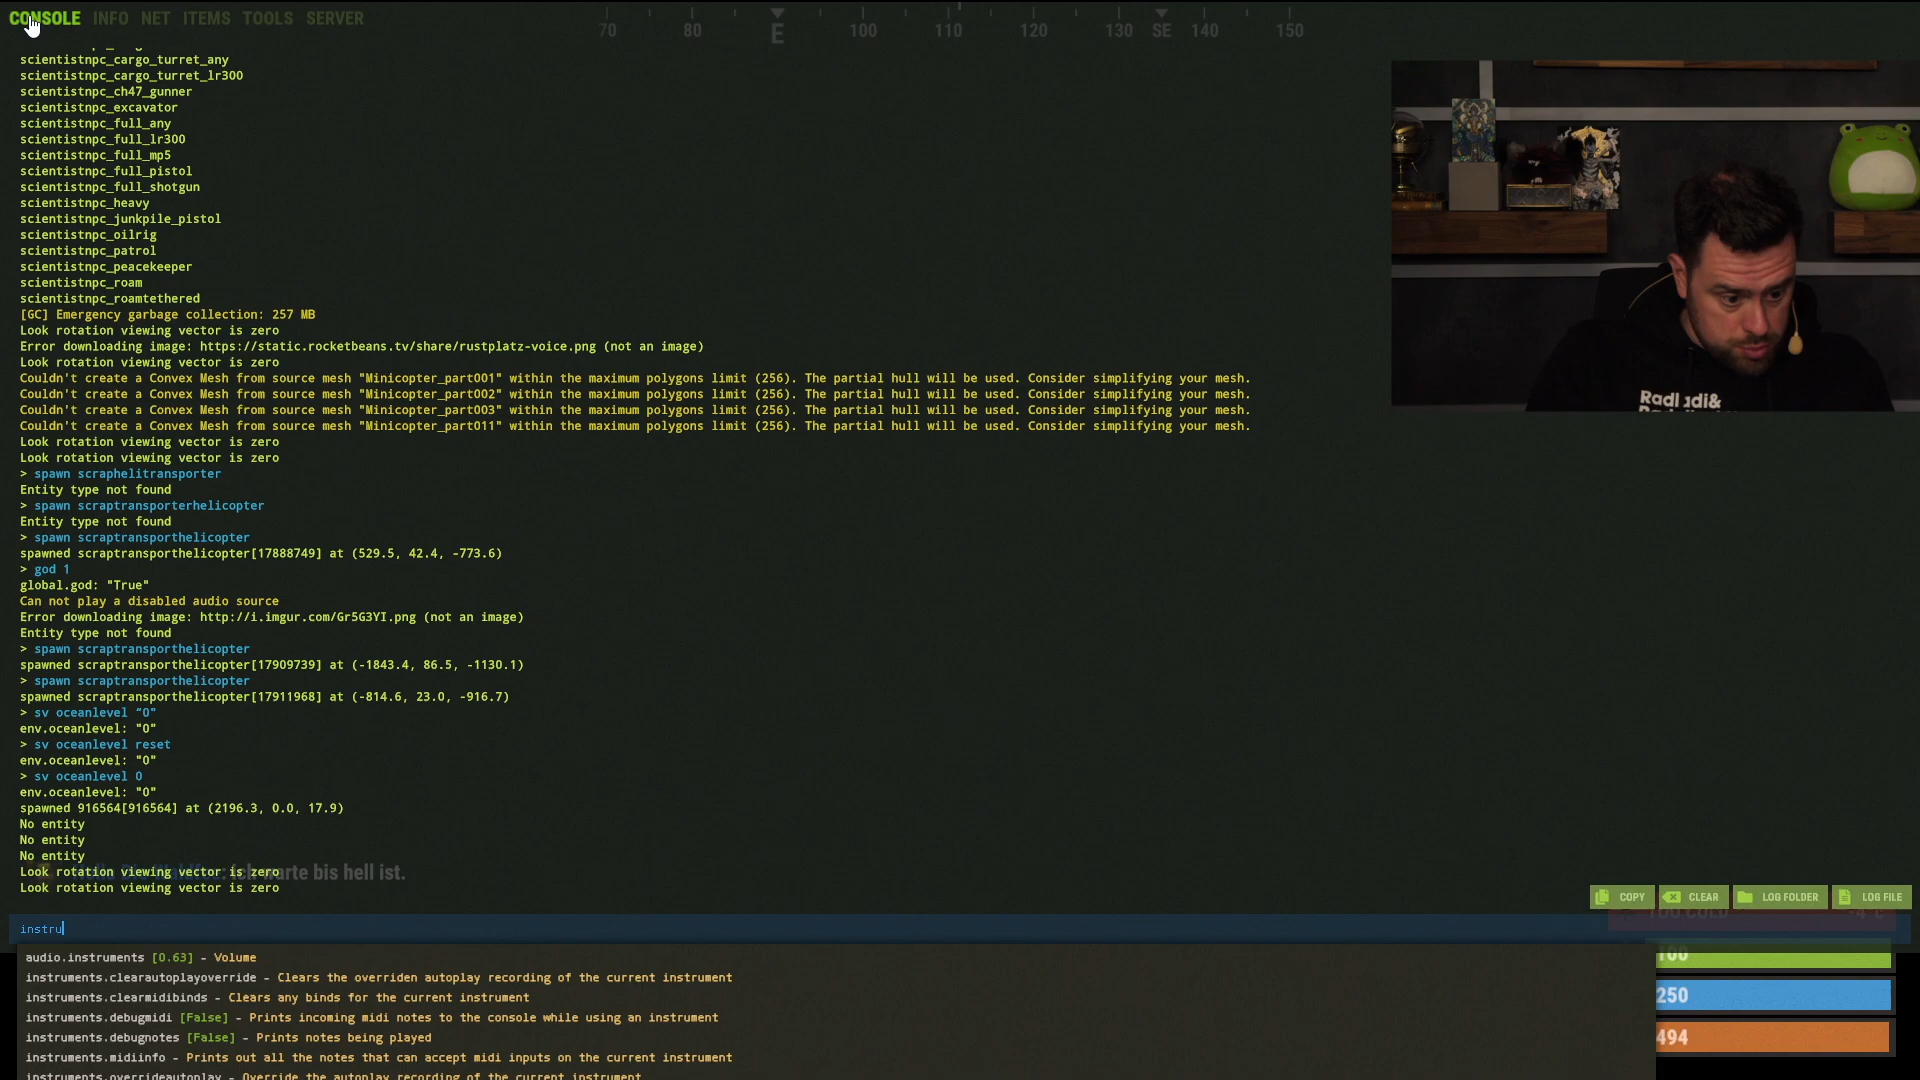 CONSOLE INFO NET ITEMS TOOLS SERVER
70 80 E 100 110 120 130 SE 140 150
scientistnpc_cargo_turret_any
scientistnpc_cargo_turret_lr300
scientistnpc_ch47_gunner
scientistnpc_excavator
scientistnpc_full_any
scientistnpc_full_lr300
scientistnpc_full_mp5
scientistnpc_full_pistol
scientistnpc_full_shotgun
scientistnpc_heavy
scientistnpc_junkpile_pistol
scientistnpc_oilrig
scientistnpc_patrol
scientistnpc_peacekeeper
scientistnpc_roam
scientistnpc_roamtethered
[GC] Emergency garbage collection: 257 MB
Look rotation viewing vector is zero
Error downloading image: https://static.rocketbeans.tv/share/rustplatz-voice.png (not an image)
Look rotation viewing vector is zero
Couldn't create a Convex Mesh from source mesh "Minicopter_part001" within the maximum polygons limit (256). The partial hull will be used. Consider simplifying your mesh.
Couldn't create a Convex Mesh from source mesh "Minicopter_part002" within the maximum polygons limit (256). The partial hull will be used. Consider simplifying your mesh.
Couldn't create a Convex Mesh from source mesh "Minicopter_part003" within the maximum polygons limit (256). The partial hull will be used. Consider simplifying your mesh.
Couldn't create a Convex Mesh from source mesh "Minicopter_part011" within the maximum polygons limit (256). The partial hull will be used. Consider simplifying your mesh.
Look rotation viewing vector is zero
Look rotation viewing vector is zero
> spawn scraphelitransporter
Entity type not found
> spawn scraptransporterhelicopter
Entity type not found
> spawn scraptransporthelicopter
spawned scraptransporthelicopter[17888749] at (529.5, 42.4, -773.6)
> god 1
global.god: "True"
Can not play a disabled audio source
Error downloading image: http://i.imgur.com/Gr5G3YI.png (not an image)
Entity type not found
> spawn scraptransporthelicopter
spawned scraptransporthelicopter[17909739] at (-1843.4, 86.5, -1130.1)
> spawn scraptransporthelicopter
spawned scraptransporthelicopter[17911968] at (-814.6, 23.0, -916.7)
> sv oceanlevel "0"
env.oceanlevel: "0"
> sv oceanlevel reset
env.oceanlevel: "0"
> sv oceanlevel 0
env.oceanlevel: "0"
spawned 916564[916564] at (2196.3, 0.0, 17.9)
No entity
No entity
No entity
Look rotation viewing vector is zero
arte bis hell ist.
Look rotation viewing vector is zero
COPY CLEAR LOG FOLDER LOG FILE
TOO COLD -4°c
instru
audio.instruments [0.63] - Volume
instruments.clearautoplayoverride - Clears the overriden autoplay recording of the current instrument
instruments.clearmidibinds - Clears any binds for the current instrument
instruments.debugmidi [False] - Prints incoming midi notes to the console while using an instrument
instruments.debugnotes [False] - Prints notes being played
instruments.midiinfo - Prints out all the notes that can accept midi inputs on the current instrument
instruments.overrideautoplay - Override the autoplay recording of the current instrument
100
250
494